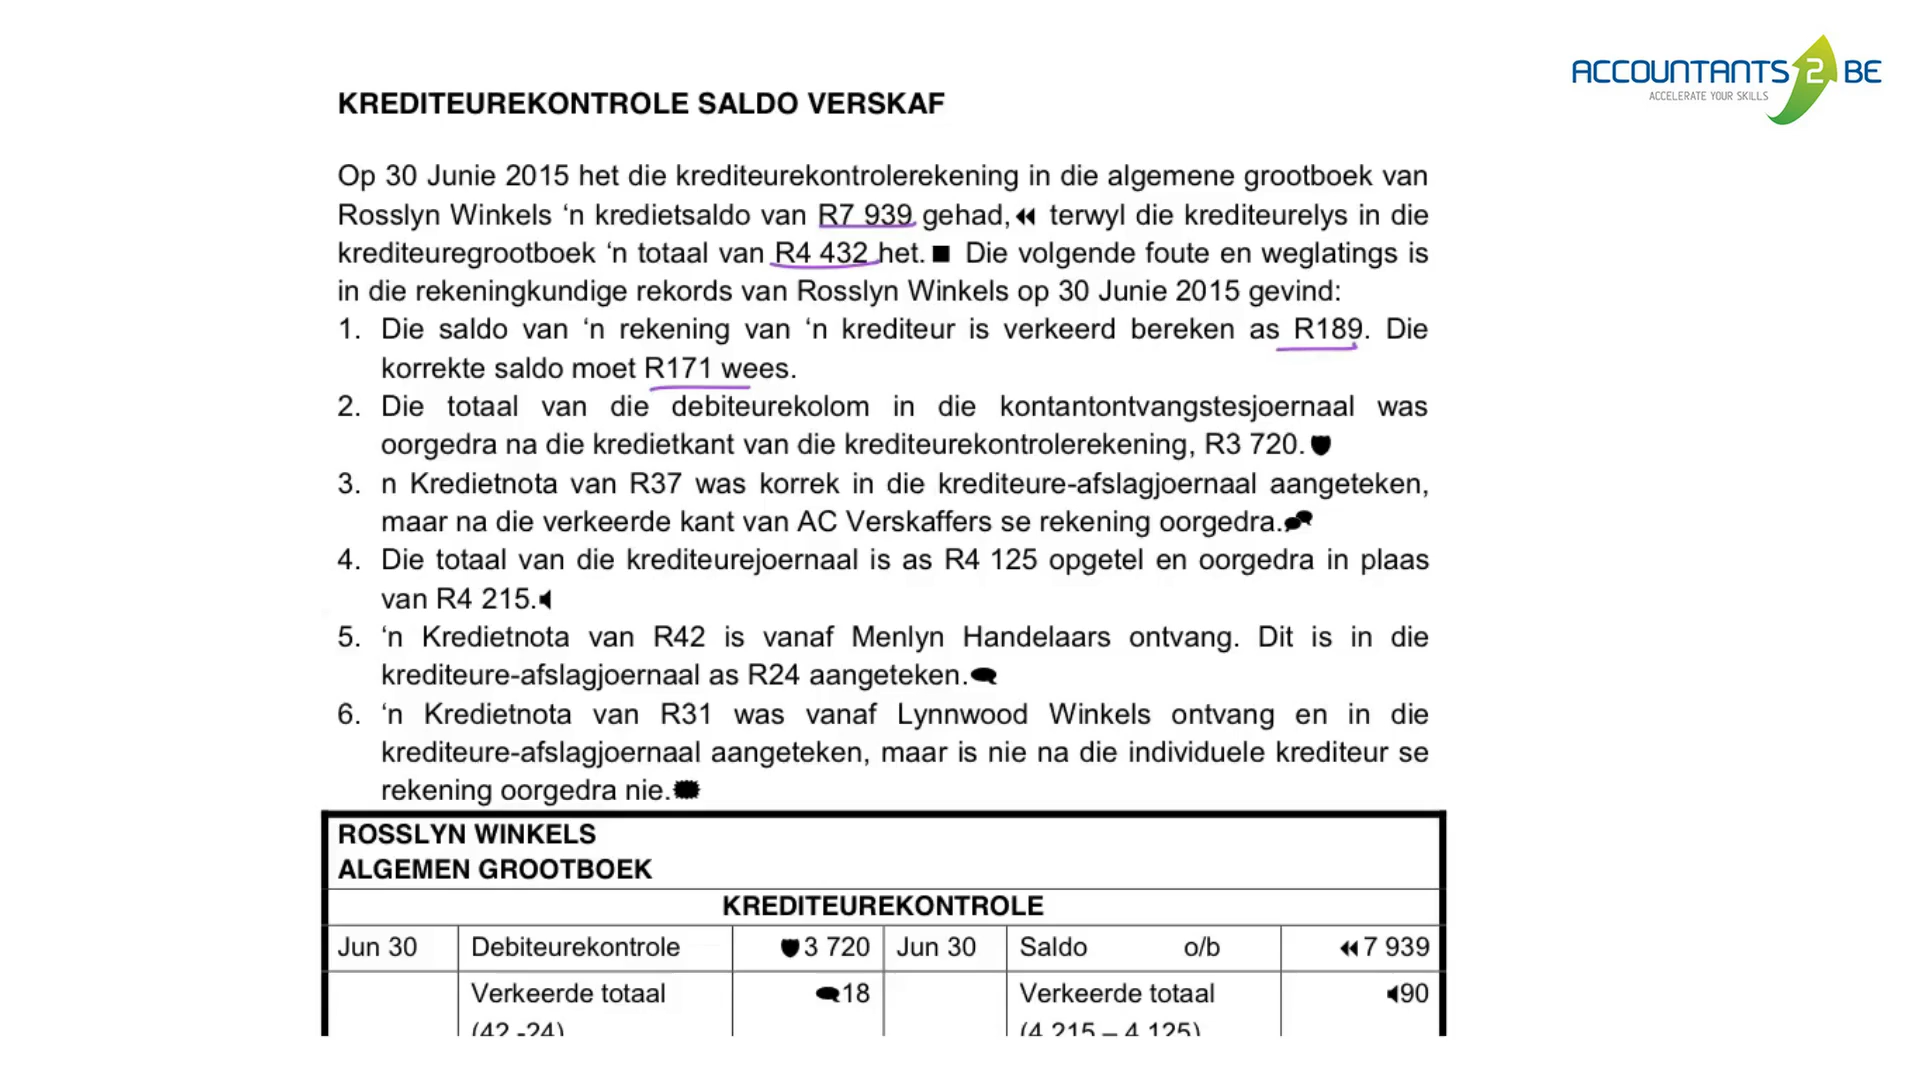 ACCOUNTANTS 2 BE
ACCELERATE YOUR SKILLS
KREDITEUREKONTROLE SALDO VERSKAF
Op 30 Junie 2015 het die krediteurekontrolerekening in die algemene grootboek van
Rosslyn Winkels ‘n kredietsaldo van R7 939 gehad, terwyl die krediteurelys in die
krediteuregrootboek ‘n totaal van R4 432 het. Die volgende foute en weglatings is
in die rekeningkundige rekords van Rosslyn Winkels op 30 Junie 2015 gevind:
1. Die saldo van ‘n rekening van ‘n krediteur is verkeerd bereken as R189. Die
korrekte saldo moet R171 wees.
2. Die totaal van die debiteurekolom in die kontantontvangstesjoernaal was
oorgedra na die kredietkant van die krediteurekontrolerekening, R3 720.
3. n Kredietnota van R37 was korrek in die krediteure-afslagjoernaal aangeteken,
maar na die verkeerde kant van AC Verskaffers se rekening oorgedra.
4. Die totaal van die krediteurejoernaal is as R4 125 opgetel en oorgedra in plaas
van R4 215.
5. ‘n Kredietnota van R42 is vanaf Menlyn Handelaars ontvang. Dit is in die
krediteure-afslagjoernaal as R24 aangeteken.
6. ‘n Kredietnota van R31 was vanaf Lynnwood Winkels ontvang en in die
krediteure-afslagjoernaal aangeteken, maar is nie na die individuele krediteur se
rekening oorgedra nie.
ROSSLYN WINKELS
ALGEMEN GROOTBOEK
KREDITEUREKONTROLE
Jun 30 Debiteurekontrole 3 720 Jun 30 Saldo o/b 7 939
Verkeerde totaal 18 Verkeerde totaal 90
(42 -24) (4 215 – 4 125)